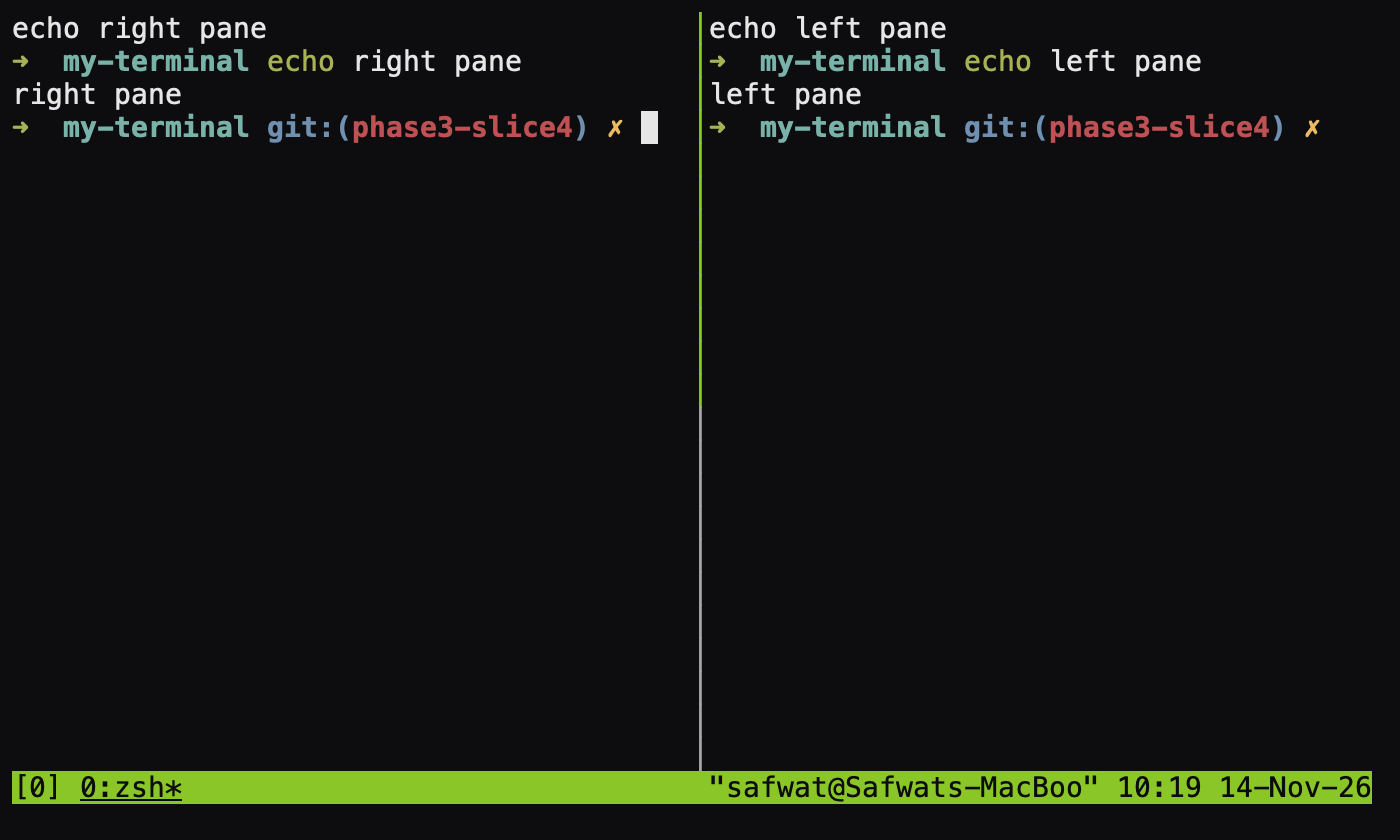 echo right pane
➜  my-terminal echo right pane
right pane
➜  my-terminal git:(phase3-slice4) ✗
echo left pane
➜  my-terminal echo left pane
left pane
➜  my-terminal git:(phase3-slice4) ✗
[0] 0:zsh* "safwat@Safwats-MacBoo" 10:19 14-Nov-26